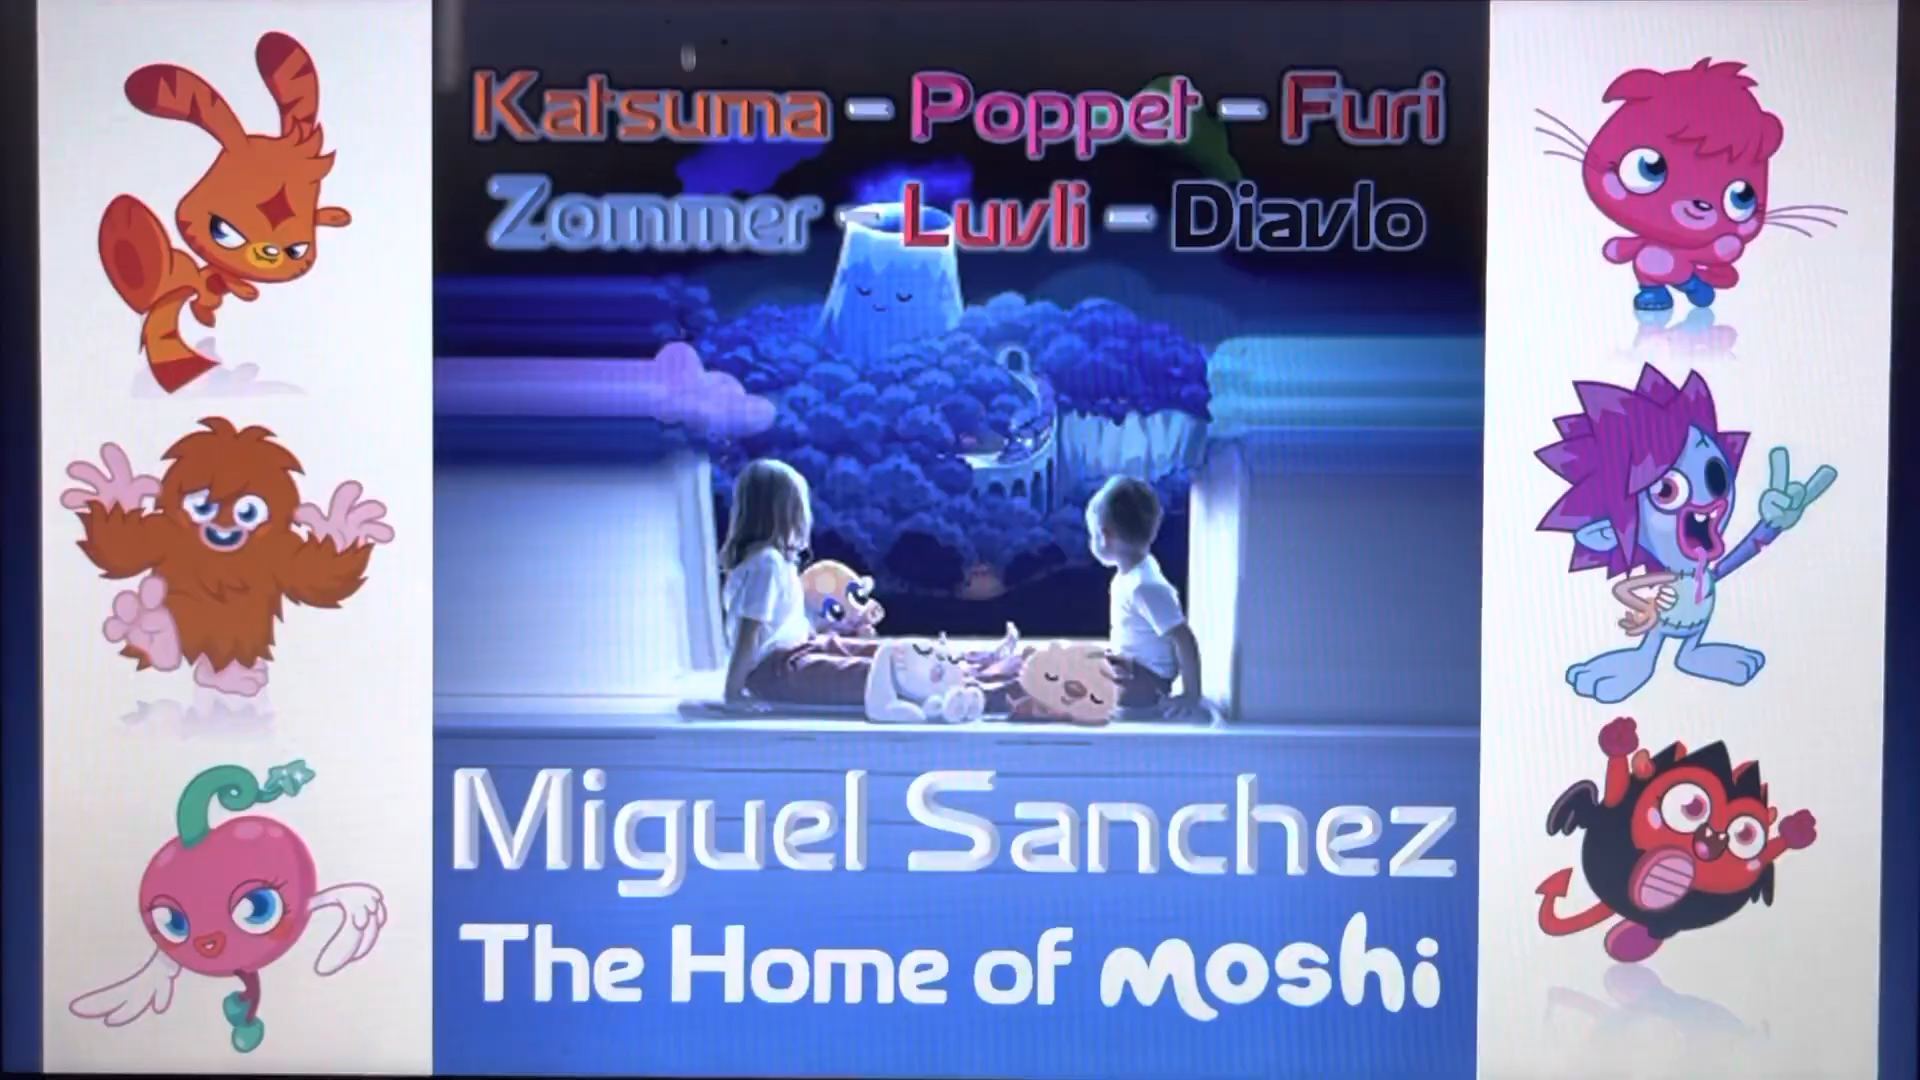 Katsuma - Poppet - Furi
Zommer - Luvli - Diavlo
Miguel Sanchez
The Home of moshi